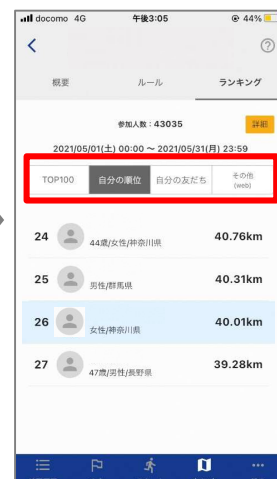 docomo 4G 午後3:05 44%
概要 ルール ランキング
参加人数：43035 詳細
2021/05/01(土) 00:00 ～ 2021/05/31(月) 23:59
TOP100 自分の順位 自分の友だち その他
(web)
24 44歳/女性/神奈川県 40.76km
25 男性/群馬県 40.31km
26 女性/神奈川県 40.01km
27 47歳/男性/長野県 39.28km